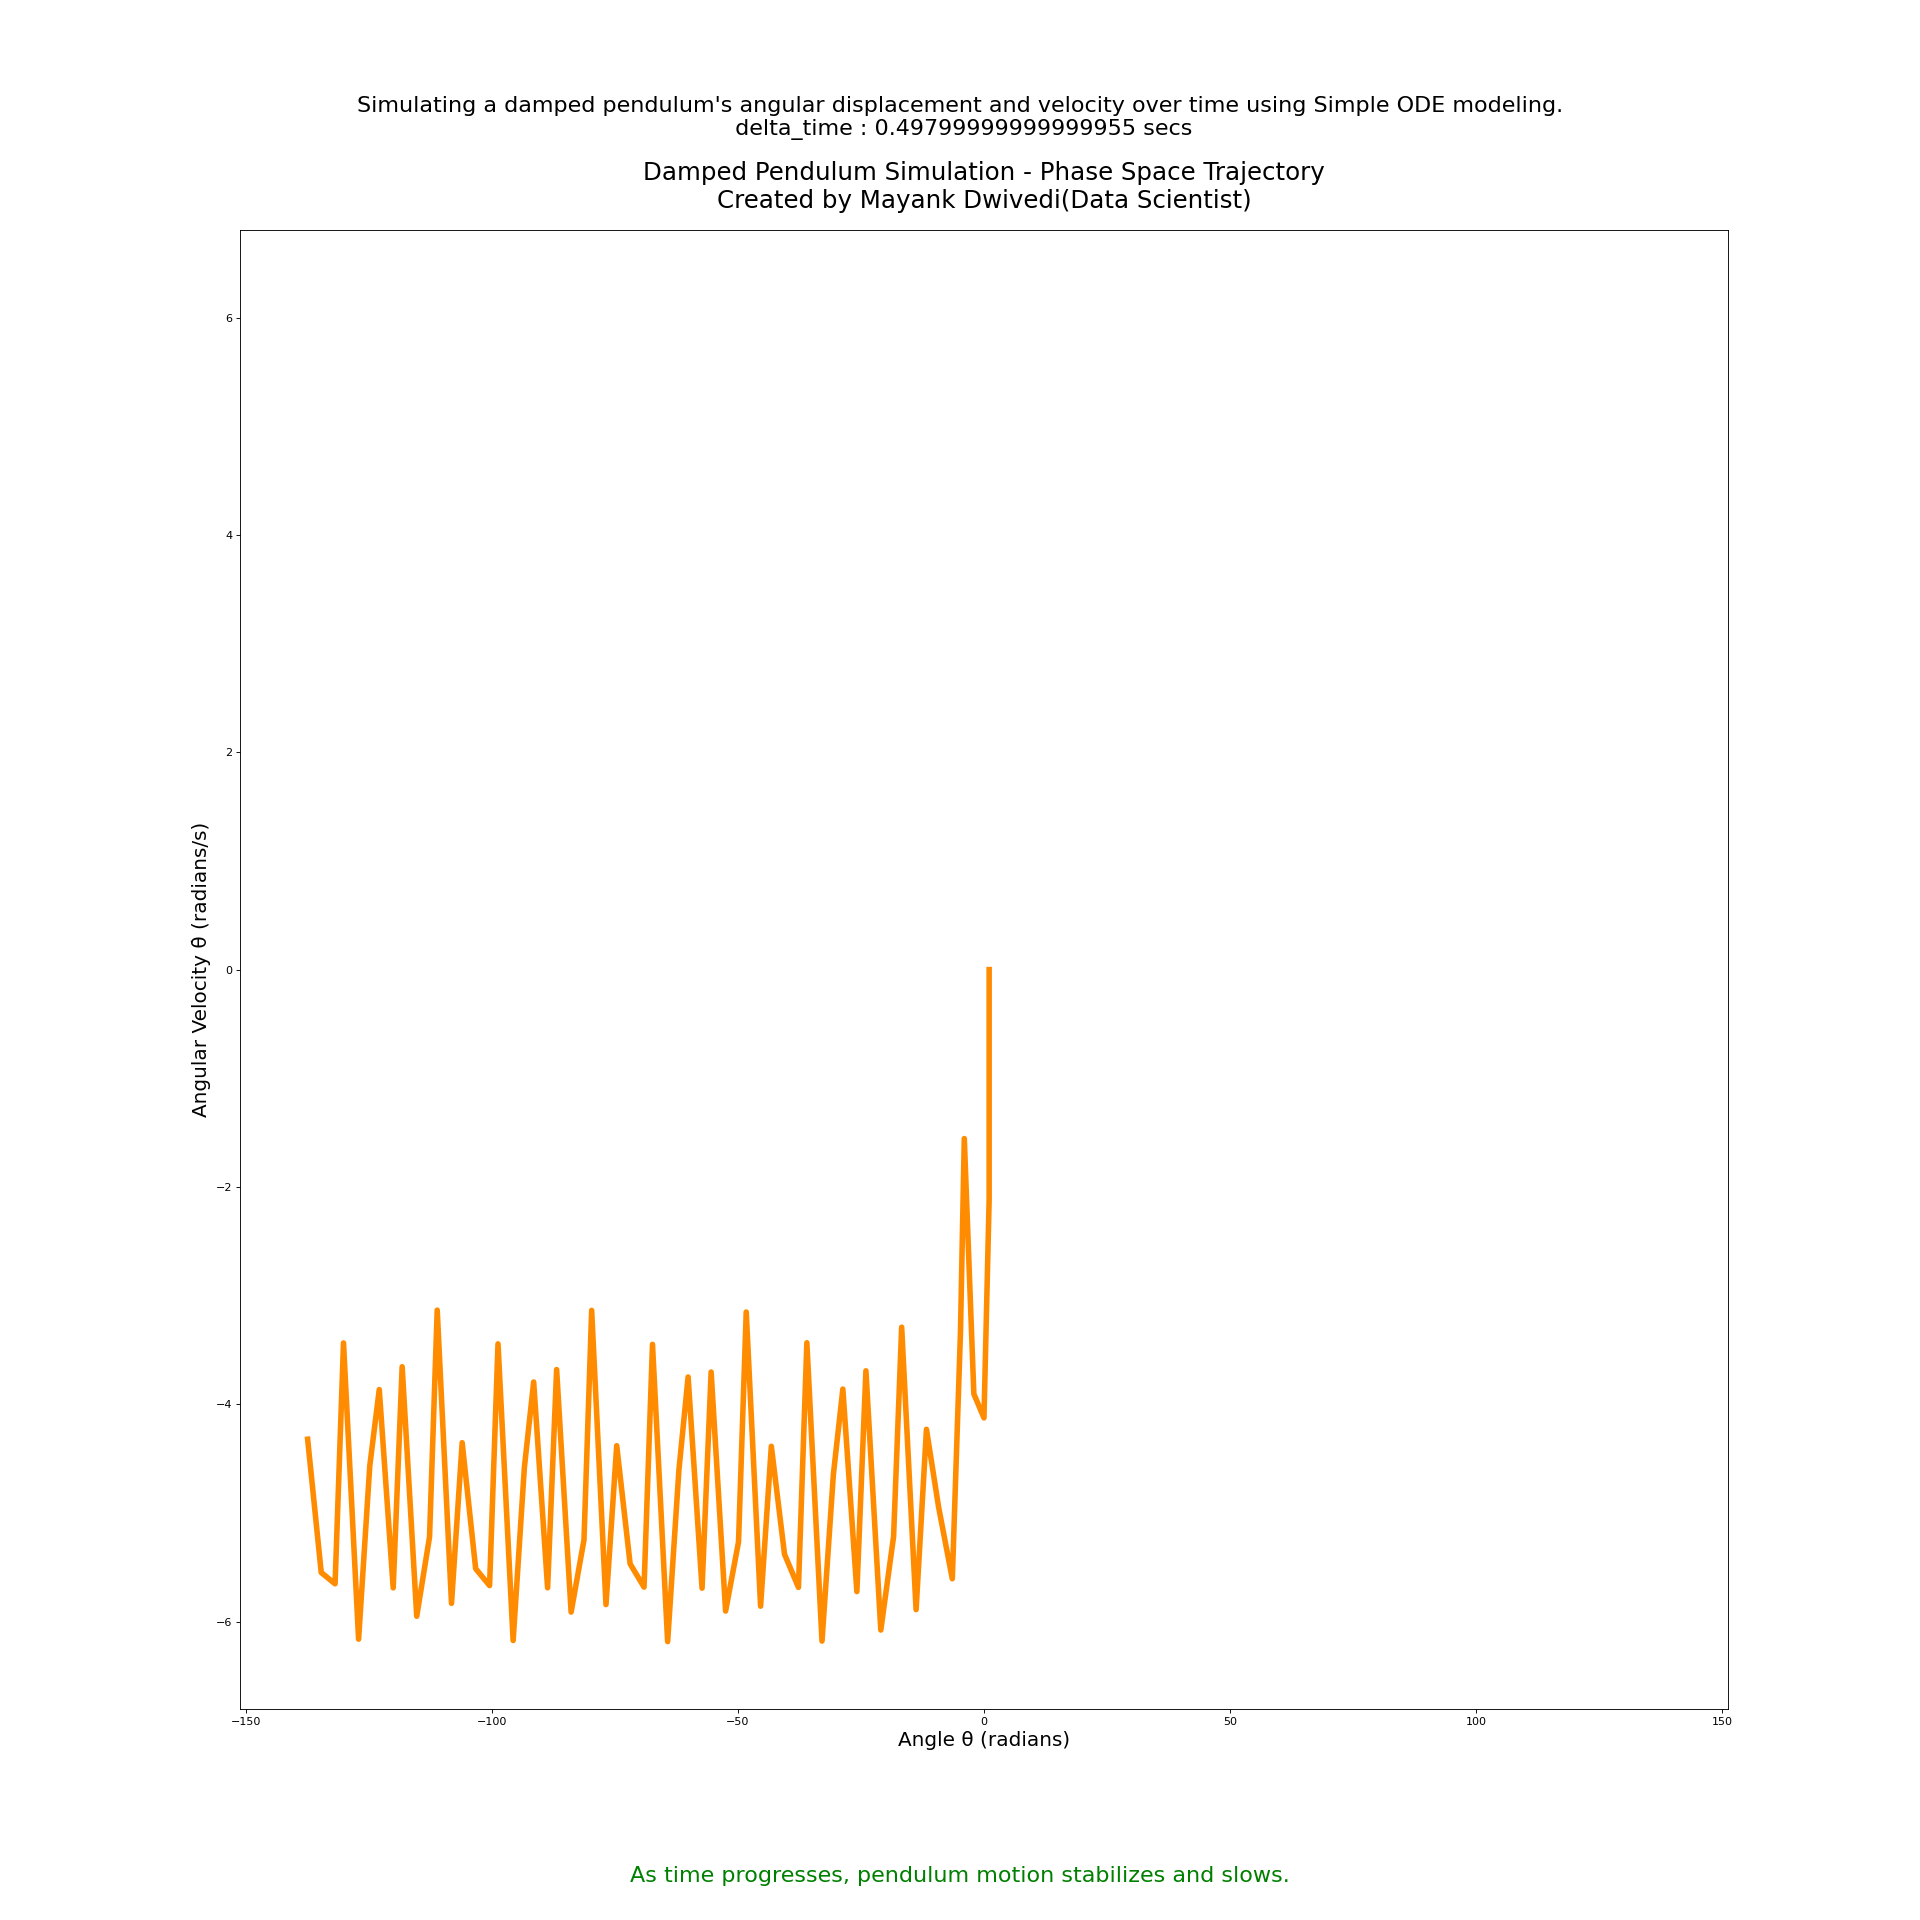 Simulating a damped pendulum's angular displacement and velocity over time using Simple ODE modeling.
delta_time : 0.49799999999999955 secs
Damped Pendulum Simulation - Phase Space Trajectory
Created by Mayank Dwivedi(Data Scientist)
6
4
2
0
−2
−4
−6
Angular Velocity θ̇ (radians/s)
−150
−100
−50
0
50
100
150
Angle θ (radians)
As time progresses, pendulum motion stabilizes and slows.